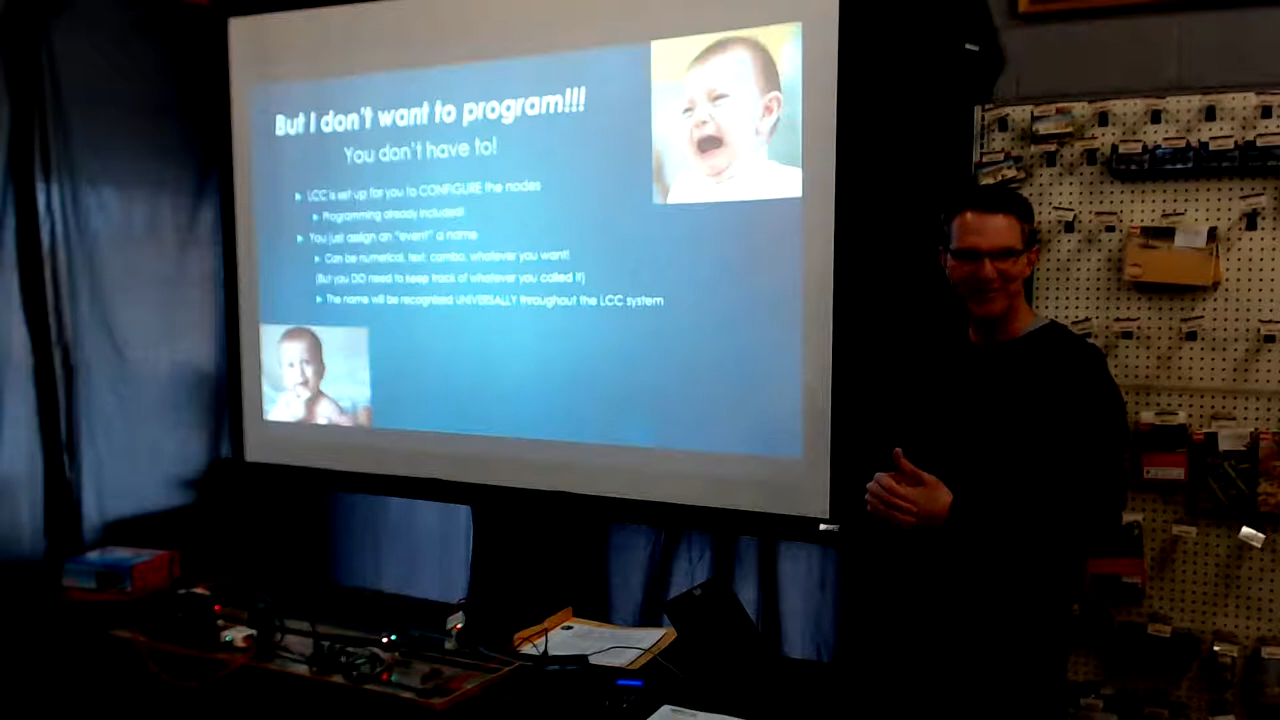 But I don't want to program!!!
You don't have to!
LCC is set up for you to CONFIGURE the nodes
Programming already included!
You just assign an "event" a name
Can be numerical, text, combo, whatever you want!
(But you DO need to keep track of whatever you called it)
The name will be recognized UNIVERSALLY throughout the LCC system